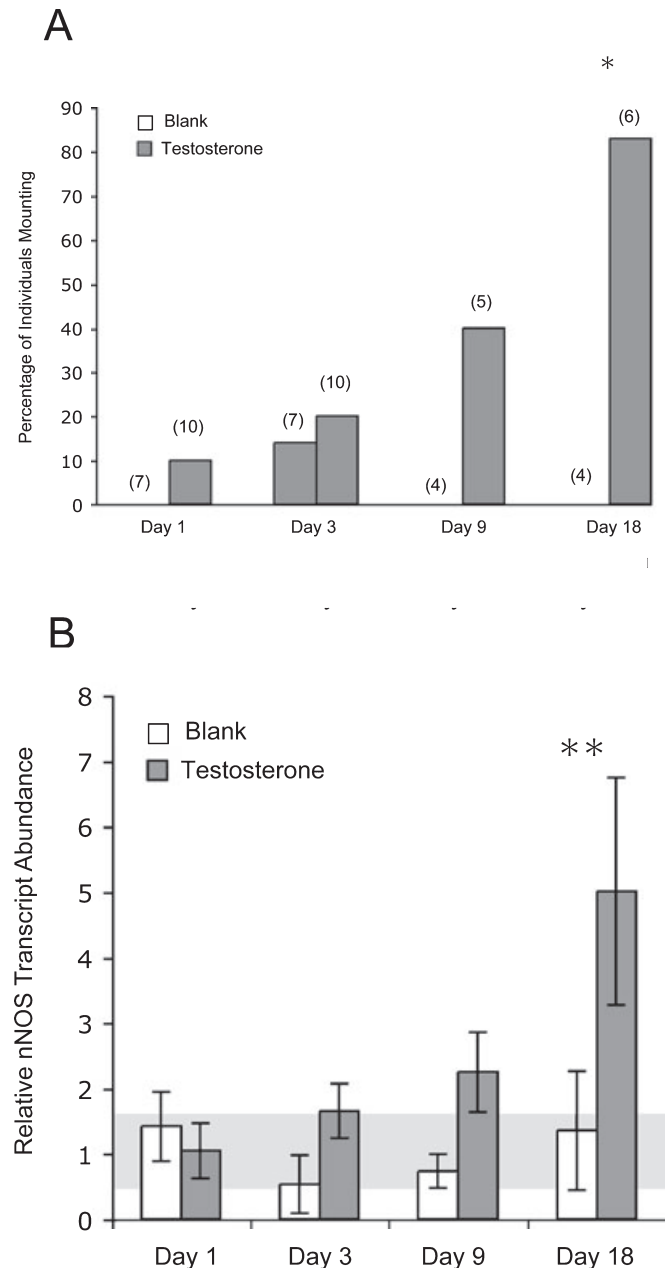 A
*
90
(6)
Blank
80
Testosterone
70
60
50
(5)
40
(10)
30
(7)
(10)
20
10
(7)
(4)
(4)
0
Percentage of Individuals Mounting
Day 1
Day 3
Day 9
Day 18
B
8
Blank
**
7
Testosterone
6
5
4
3
2
1
0
Relative nNOS Transcript Abundance
Day 1
Day 3
Day 9
Day 18